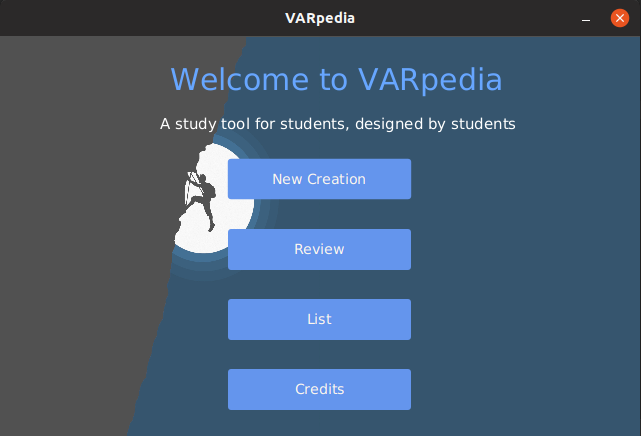 VARpedia
Welcome to VARpedia
A study tool for students, designed by students
New Creation
Review
List
Credits